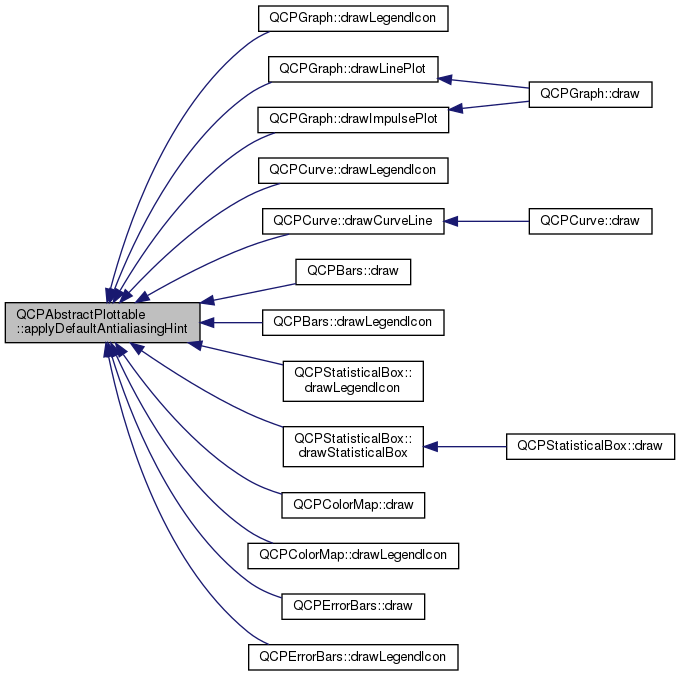 QCPGraph::drawLegendIcon
QCPGraph::drawLinePlot
QCPGraph::draw
QCPGraph::drawImpulsePlot
QCPCurve::drawLegendIcon
QCPCurve::drawCurveLine
QCPCurve::draw
QCPBars::draw
QCPAbstractPlottable
::applyDefaultAntialiasingHint
QCPBars::drawLegendIcon
QCPStatisticalBox::
drawLegendIcon
QCPStatisticalBox::
drawStatisticalBox
QCPStatisticalBox::draw
QCPColorMap::draw
QCPColorMap::drawLegendIcon
QCPErrorBars::draw
QCPErrorBars::drawLegendIcon